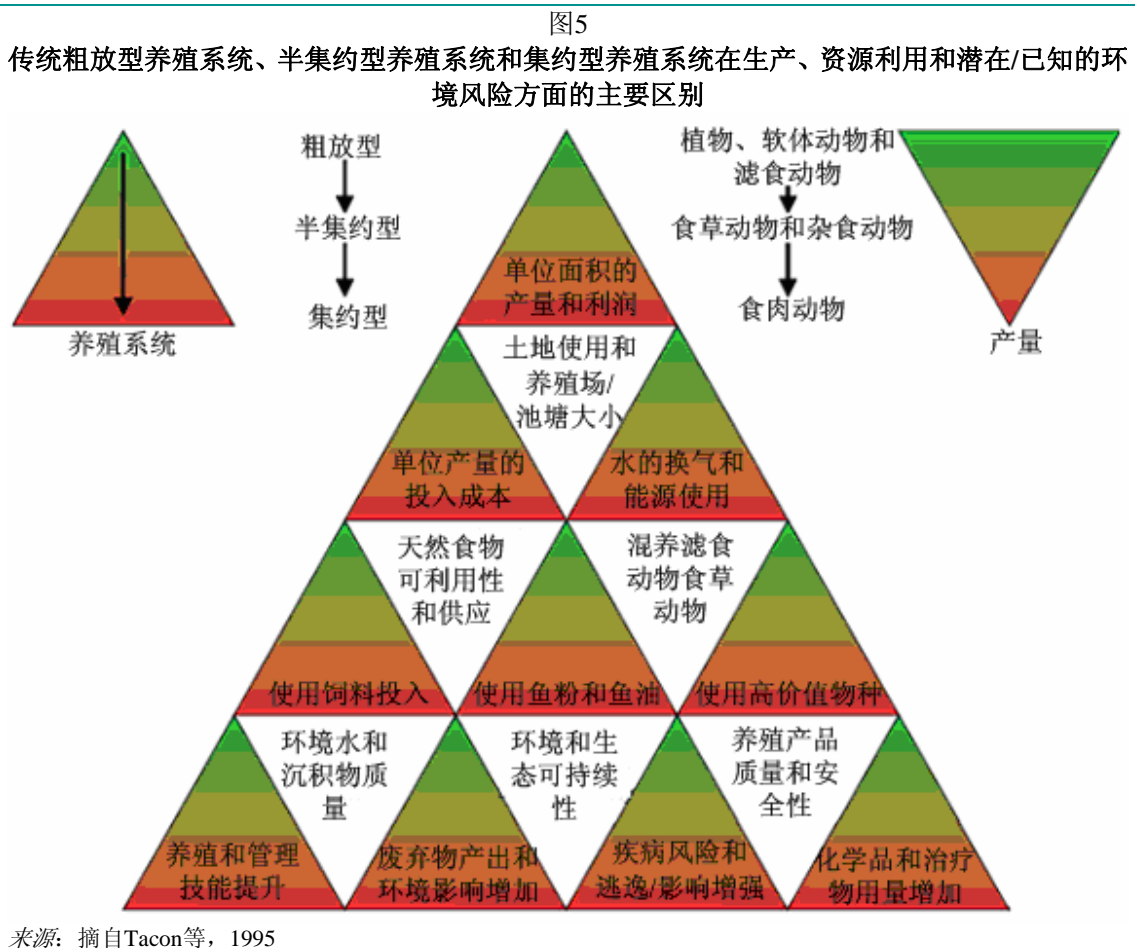 图5
传统粗放型养殖系统、半集约型养殖系统和集约型养殖系统在生产、资源利用和潜在/已知的环
境风险方面的主要区别
粗放型
半集约型
集约型
养殖系统
植物、软体动物和
滤食动物
食草动物和杂食动物
食肉动物
产量
单位面积的
产量和利润
土地使用和
养殖场/
池塘大小
单位产量的
投入成本
水的换气和
能源使用
天然食物
可利用性
和供应
混养滤食
动物食草
动物
使用饲料投入
使用鱼粉和鱼油
使用高价值物种
环境水和
沉积物质
量
环境和生
态可持续
性
养殖产品
质量和安
全性
养殖和管理
技能提升
废弃物产出和
环境影响增加
疾病风险和
逃逸/影响增强
化学品和治疗
物用量增加
来源：摘自Tacon等，1995